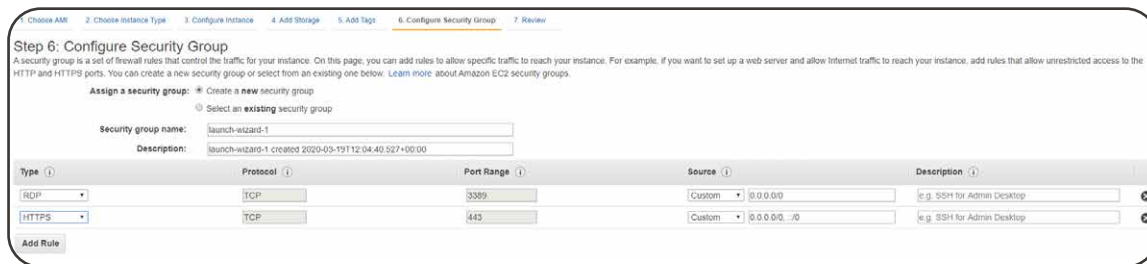 1. Choose AMI 2. Choose Instance Type 3. Configure Instance 4. Add Storage 5. Add Tags 6. Configure Security Group 7. Review
Step 6: Configure Security Group
A security group is a set of firewall rules that control the traffic for your instance. On this page, you can add rules to allow specific traffic to reach your instance. For example, if you want to set up a web server and allow Internet traffic to reach your instance, add rules that allow unrestricted access to the
HTTP and HTTPS ports. You can create a new security group or select from an existing one below. Learn more about Amazon EC2 security groups.
Assign a security group: Create a new security group
Select an existing security group
Security group name: launch-wizard-1
Description: launch-wizard-1 created 2020-03-19T12:04:40.527+00:00
Type Protocol Port Range Source Description
RDP TCP 3389 Custom 0.0.0.0/0 e.g. SSH for Admin Desktop
HTTPS TCP 443 Custom 0.0.0.0/0, ::/0 e.g. SSH for Admin Desktop
Add Rule